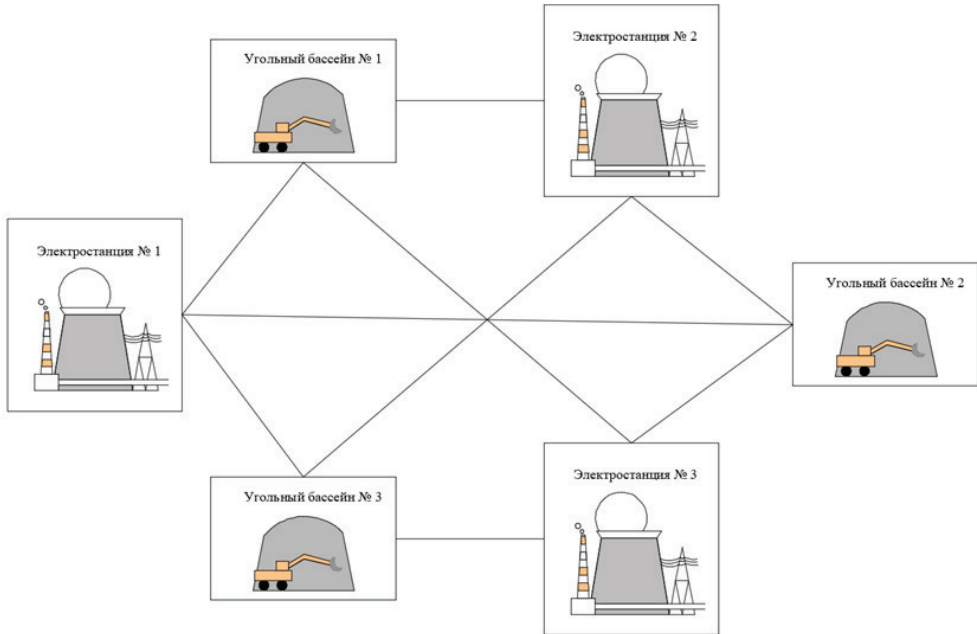 Электростанция № 2
Угольный бассейн № 1
Электростанция № 1
Угольный бассейн № 2
Электростанция № 3
Угольный бассейн № 3